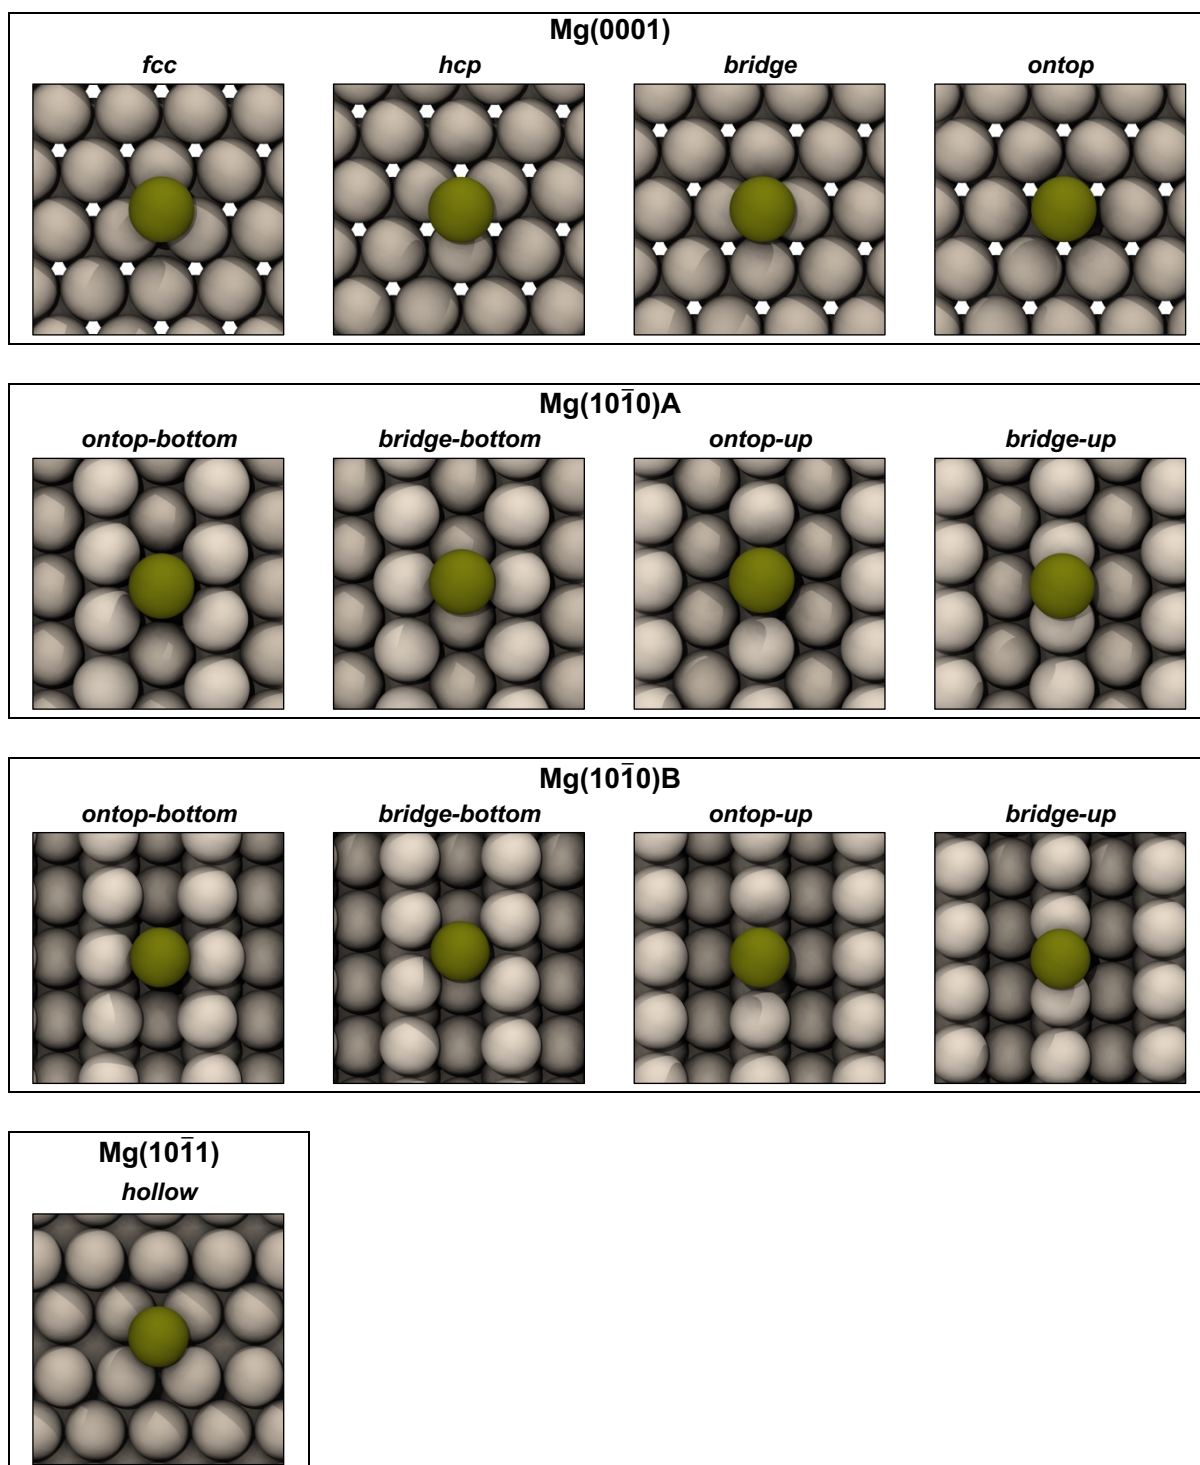 Mg(0001)
fcc hcp bridge ontop
Mg(101̅0)A
ontop-bottom bridge-bottom ontop-up bridge-up
Mg(101̅0)B
ontop-bottom bridge-bottom ontop-up bridge-up
Mg(101̅1)
hollow